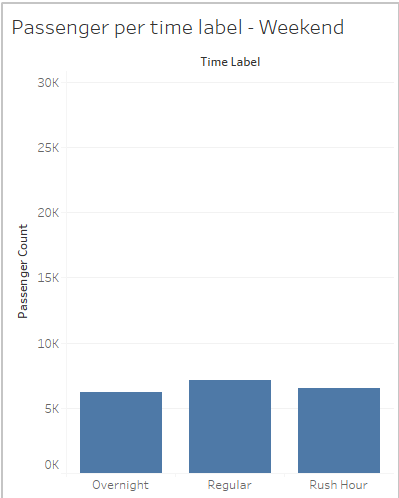 Passenger per time label - Weekend
Time Label
30K
25K
20K
15K
10K
5K
0K
Passenger Count
Overnight Regular Rush Hour